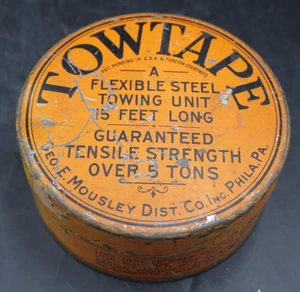 TOWTAPE
PAT. PENDING IN U.S.A. & FOREIGN COUNTRIES
A
FLEXIBLE STEEL
TOWING UNIT
15 FEET LONG
GUARANTEED
TENSILE STRENGTH
OVER 5 TONS
GEO. E. MOUSLEY DIST. CO. INC. PHILA, PA.